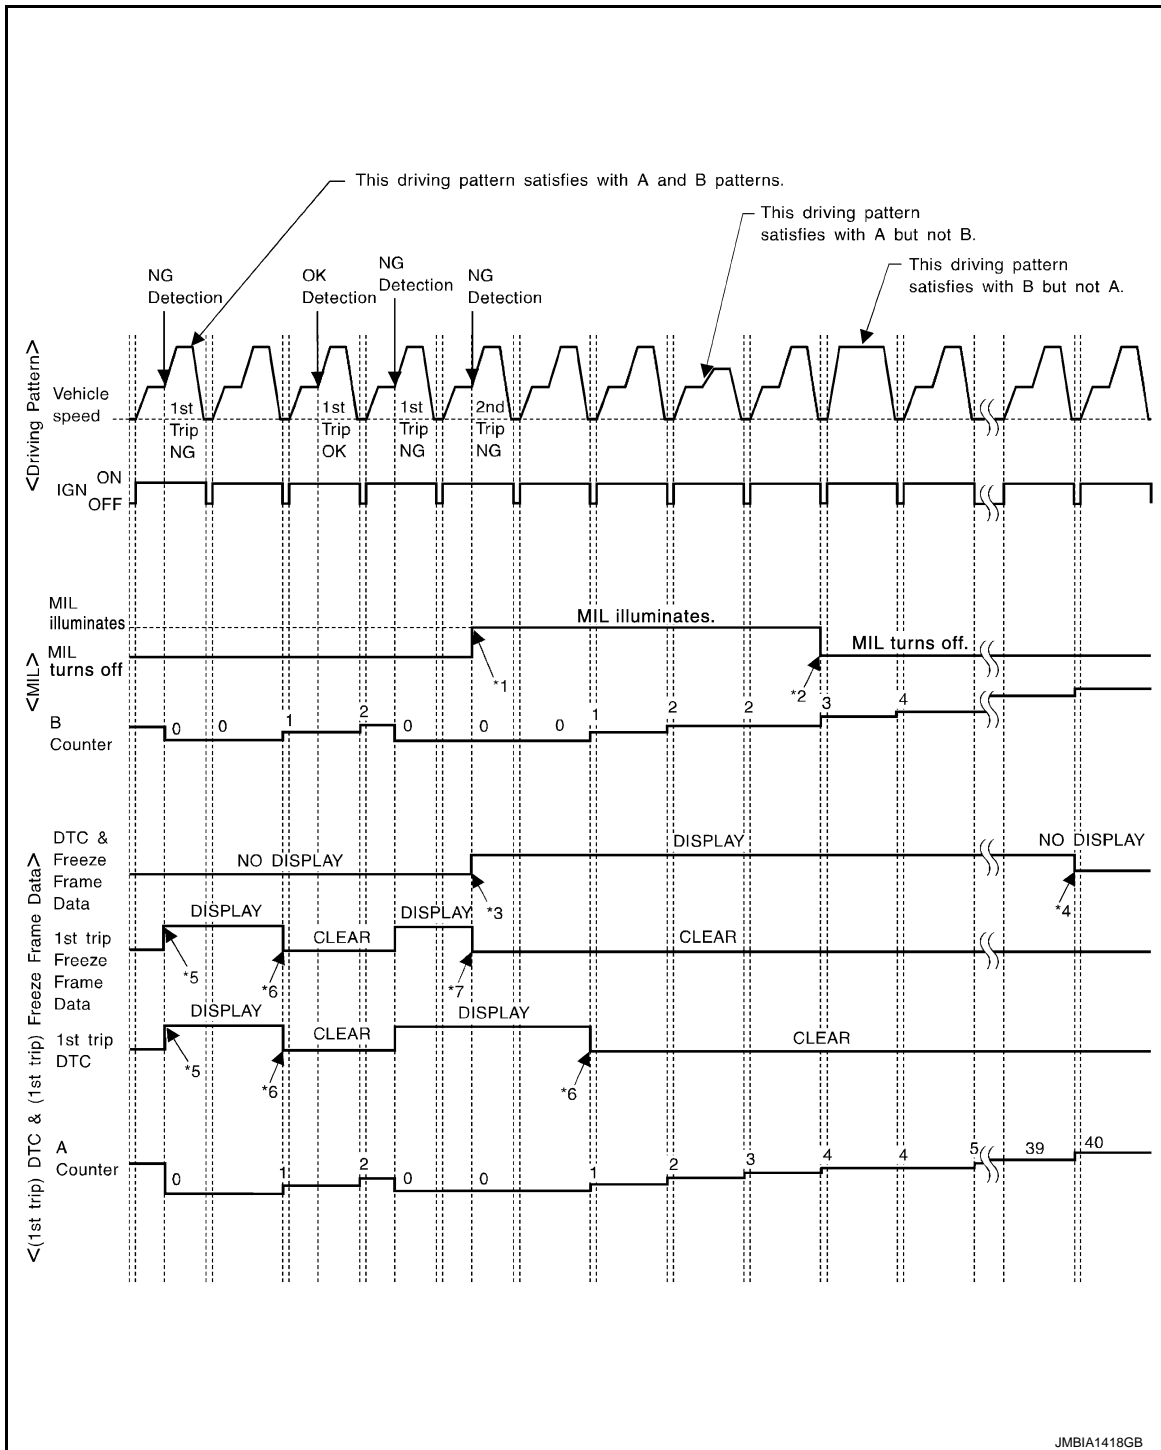 This driving pattern satisfies with A and B patterns.
This driving pattern
satisfies with A but not B.
This driving pattern
satisfies with B but not A.
NG
Detection
OK
Detection
NG
Detection
NG
Detection
<Driving Pattern>
Vehicle
speed
1st
Trip
NG
1st
Trip
OK
1st
Trip
NG
2nd
Trip
NG
IGN
ON
OFF
<MIL>
MIL
illuminates
MIL illuminates.
MIL
turns off
MIL turns off.
*1
*2
B
Counter
0 0 1 2 0 0 0 1 2 2 3 4
<(1st trip) DTC & (1st trip) Freeze Frame Data>
DTC &
Freeze
Frame
Data
NO DISPLAY
DISPLAY
NO DISPLAY
*3
*4
1st trip
Freeze
Frame
Data
DISPLAY
CLEAR
DISPLAY
CLEAR
*5
*6
*7
1st trip
DTC
DISPLAY
CLEAR
DISPLAY
CLEAR
*5
*6
*6
A
Counter
0 1 2 0 0 1 2 3 4 4 5 39 40
JMBIA1418GB